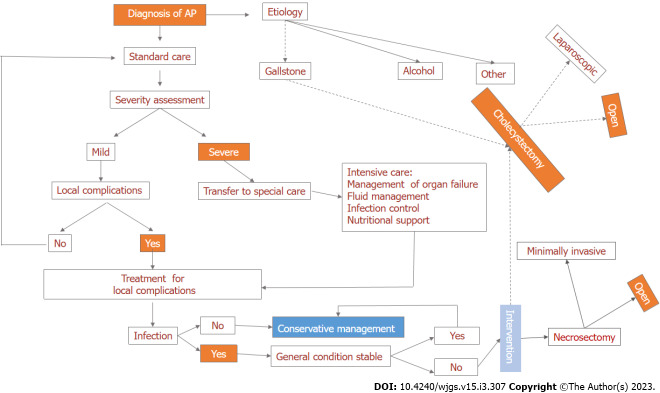 Diagnosis of AP
Etiology
Standard care
Gallstone
Alcohol
Other
Laparoscopic
Open
Cholecystectomy
Severity assessment
Mild
Severe
Local complications
Transfer to special care
Intensive care:
Management of organ failure
Fluid management
Infection control
Nutritional support
No
Yes
Treatment for
local complications
Minimally invasive
Open
Infection
No
Conservative management
Yes
Yes
General condition stable
No
Intervention
Necrosectomy
DOI: 10.4240/wjgs.v15.i3.307 Copyright ©The Author(s) 2023.